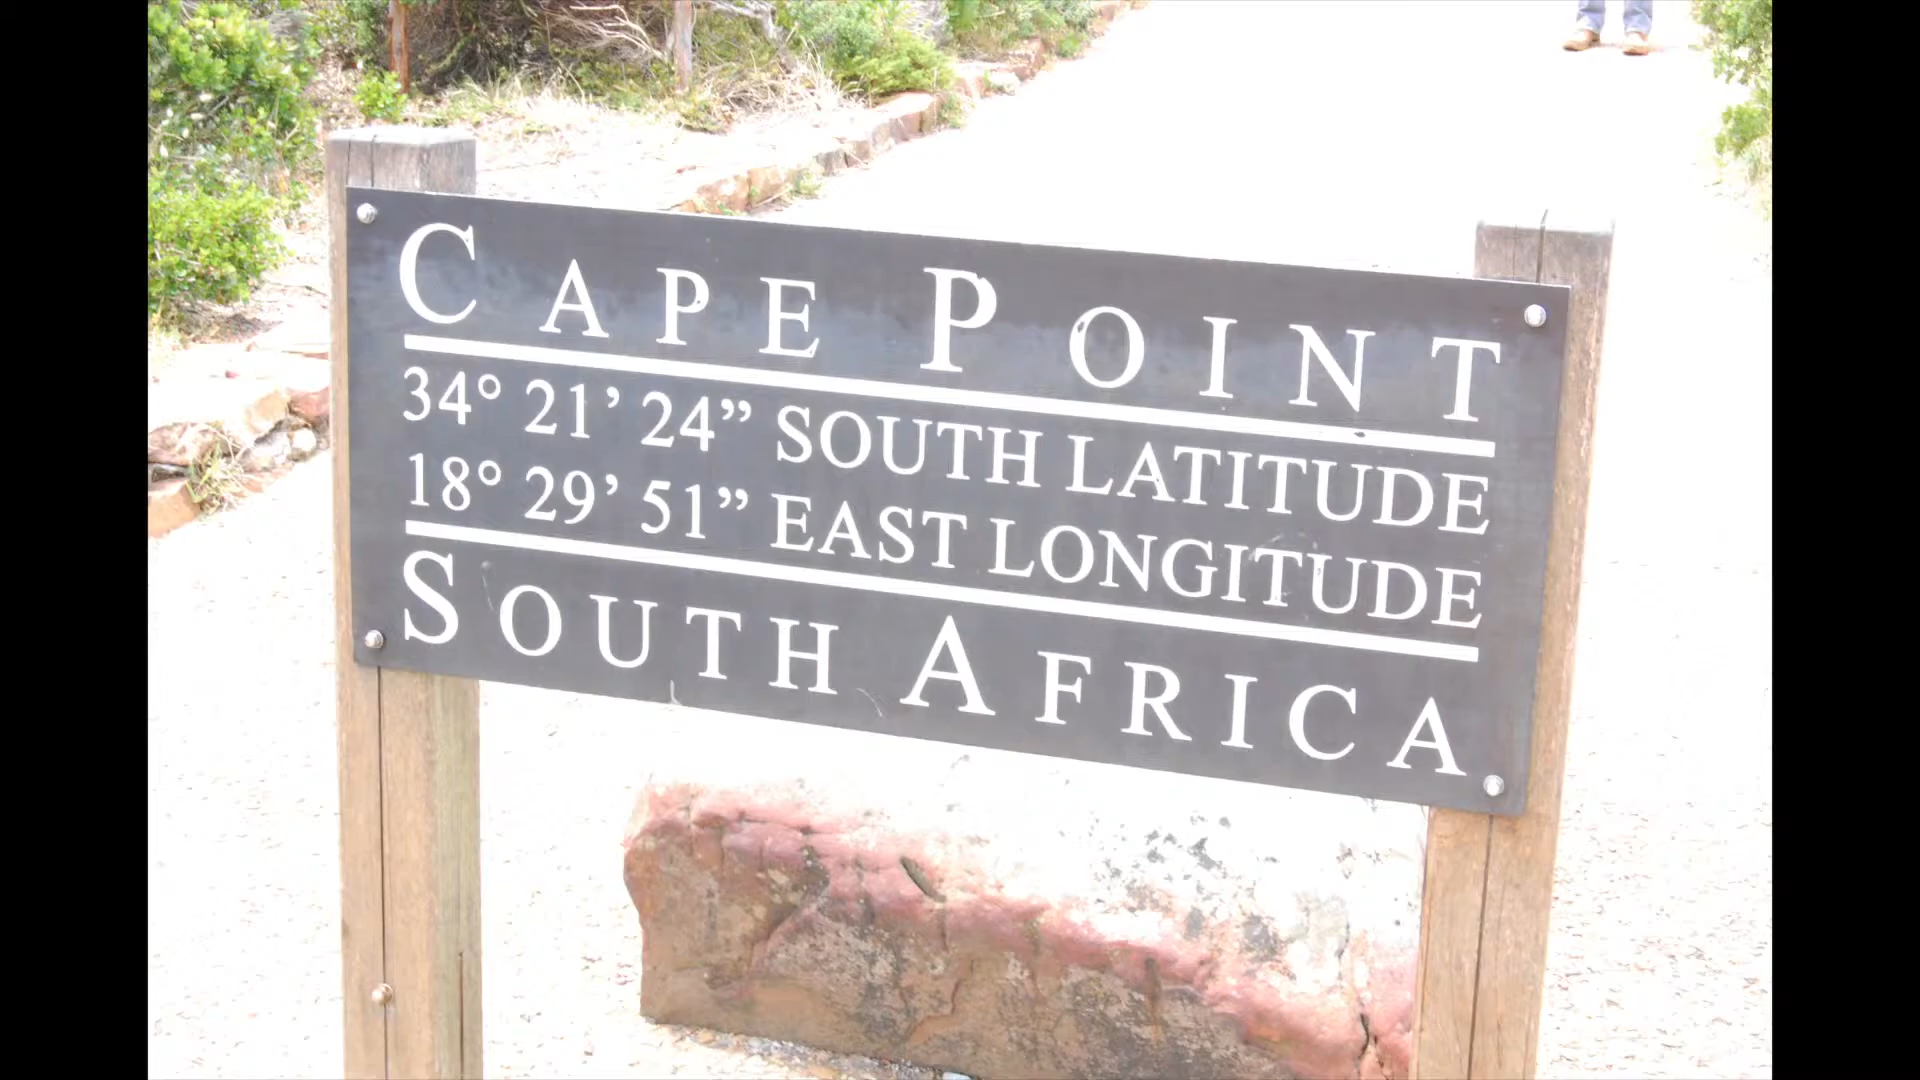 CAPE POINT
34° 21’ 24” SOUTH LATITUDE
18° 29’ 51” EAST LONGITUDE
SOUTH AFRICA